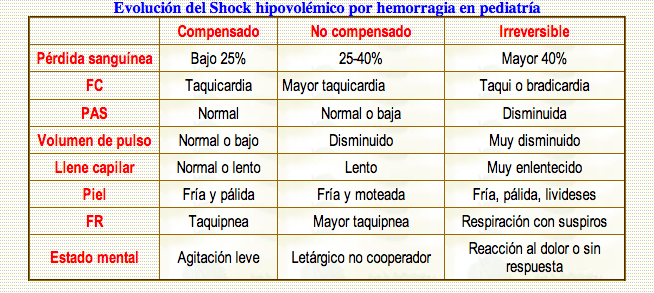 Evolución del Shock hipovolémico por hemorragia en pediatría
Compensado No compensado Irreversible
Pérdida sanguínea Bajo 25% 25-40% Mayor 40%
FC Taquicardia Mayor taquicardia Taqui o bradicardia
PAS Normal Normal o baja Disminuida
Volumen de pulso Normal o bajo Disminuido Muy disminuido
Llene capilar Normal o lento Lento Muy enlentecido
Piel Fría y pálida Fría y moteada Fría, pálida, livideses
FR Taquipnea Mayor taquipnea Respiración con suspiros
Estado mental Agitación leve Letárgico no cooperador Reacción al dolor o sin
respuesta